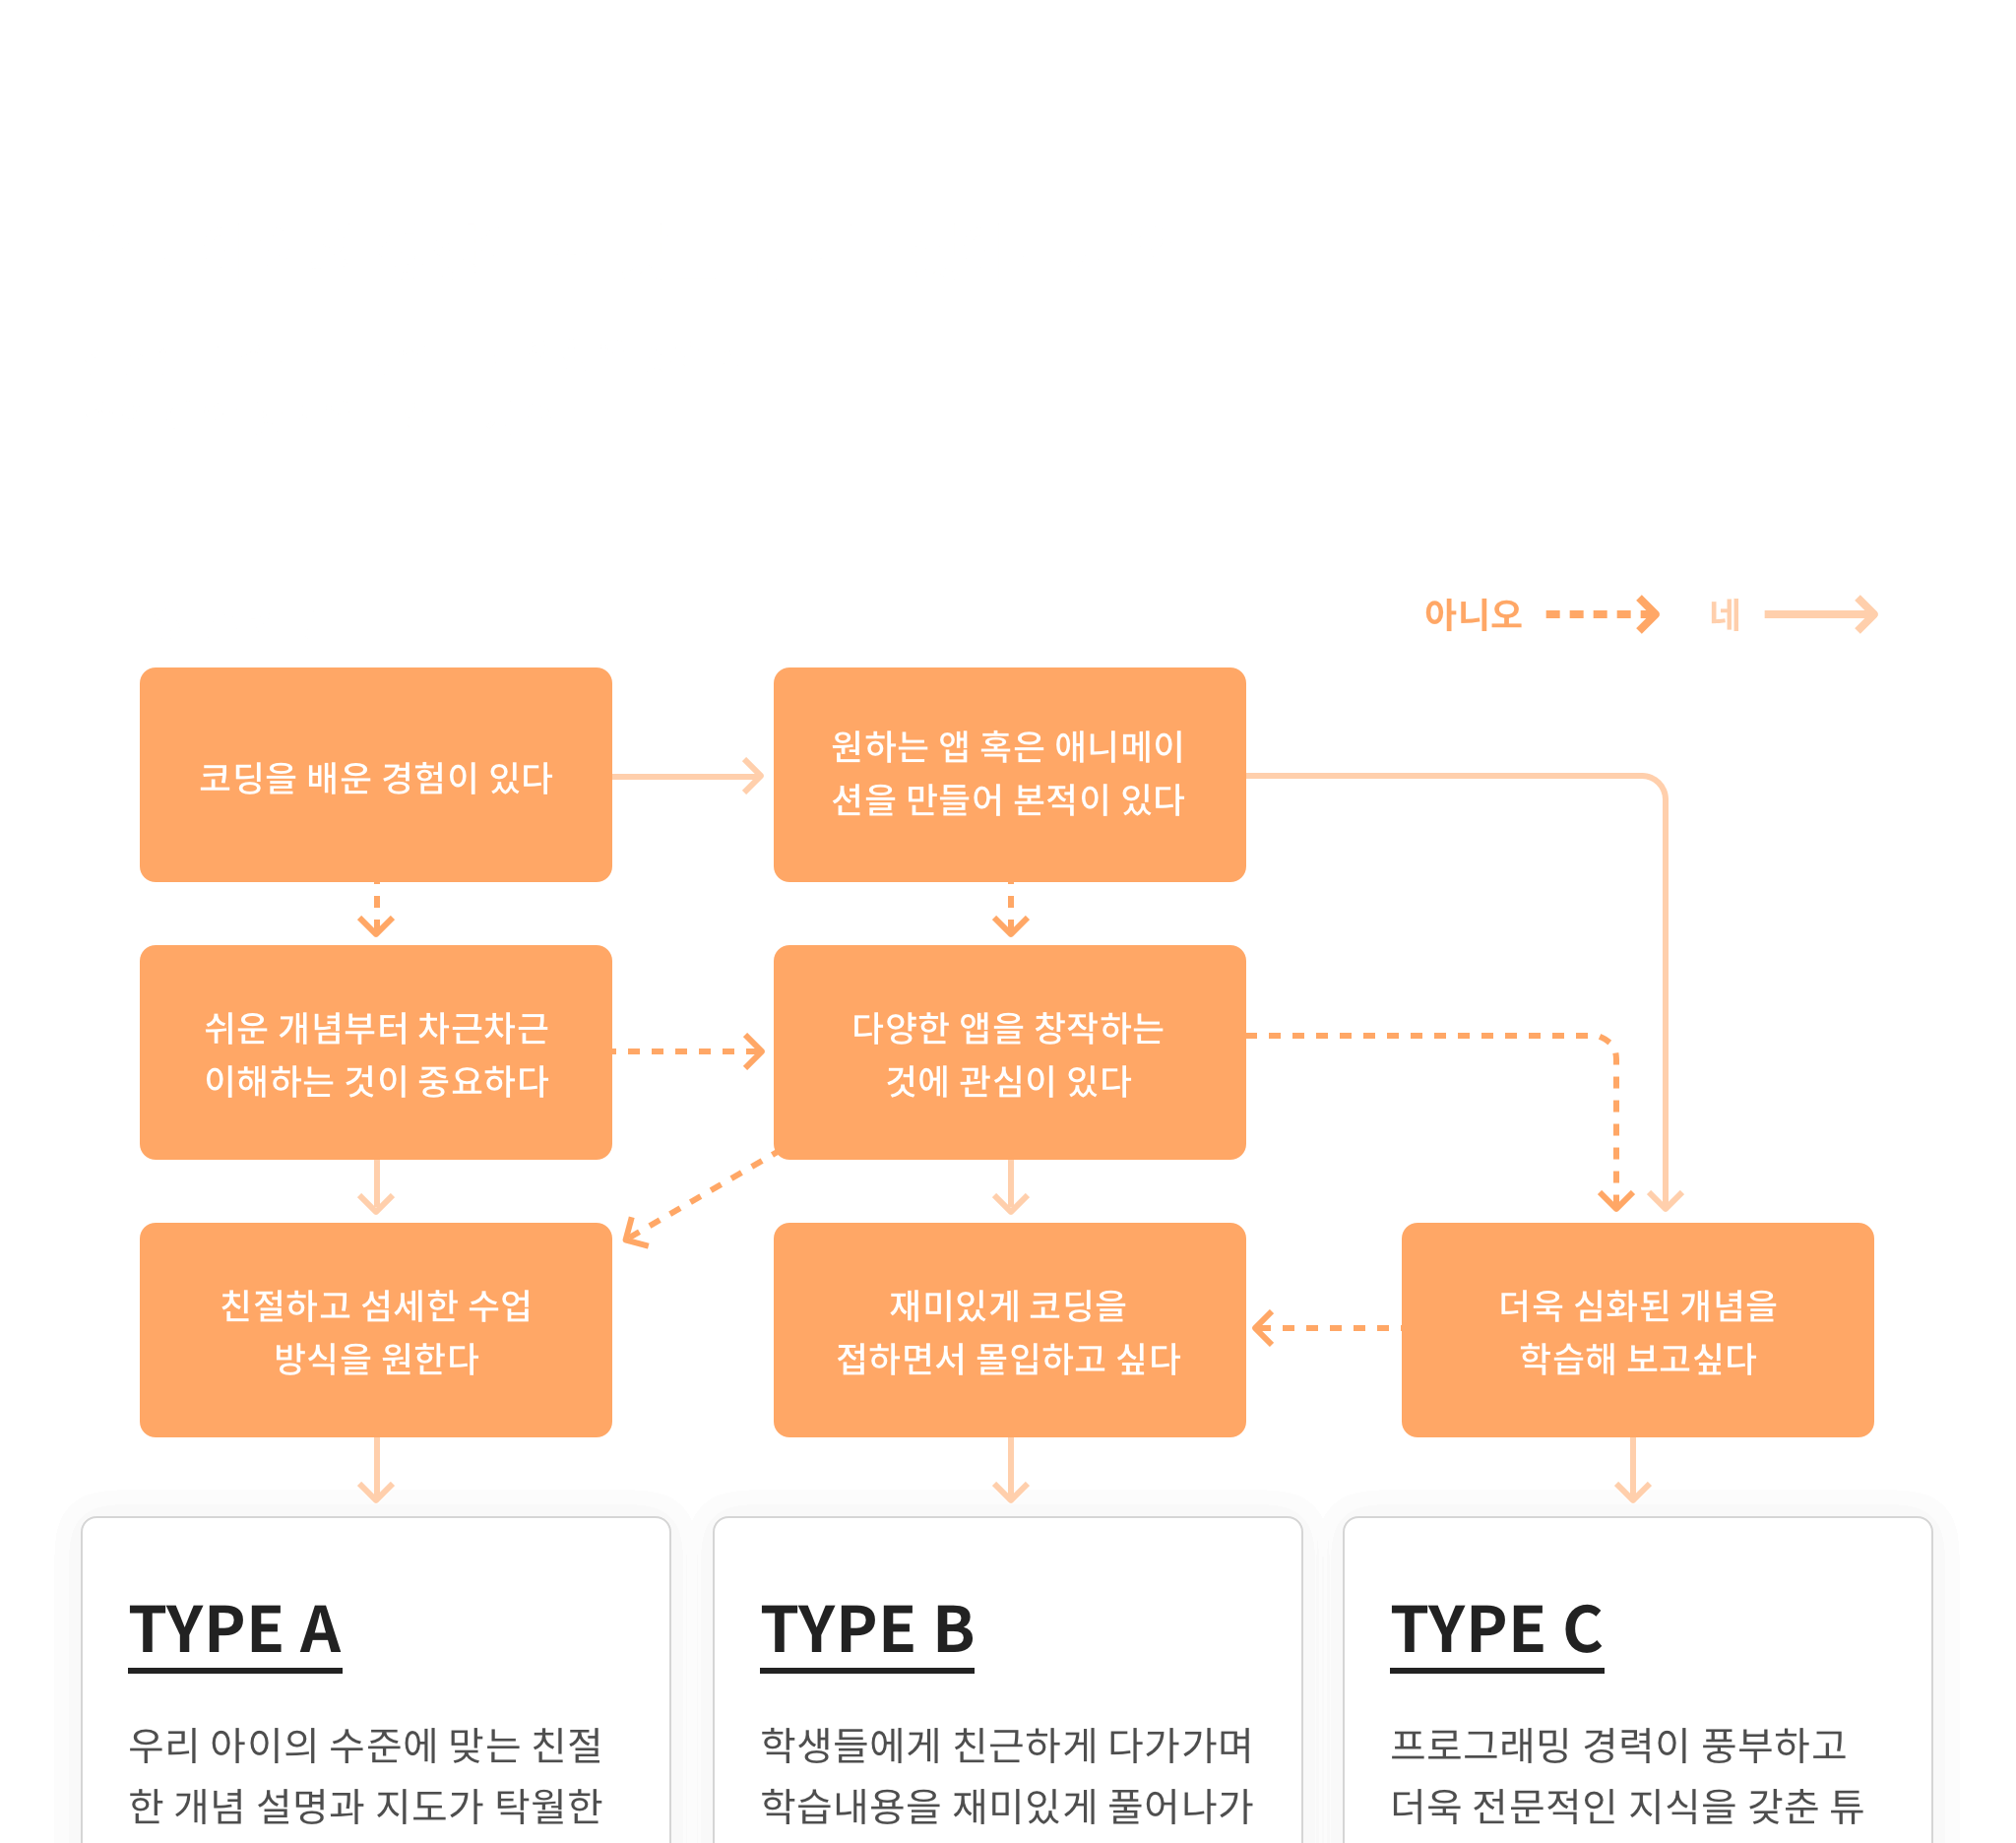 아니오
네
코딩을 배운 경험이 있다
원하는 앱 혹은 애니메이
션을 만들어 본적이 있다
쉬운 개념부터 차근차근
이해하는 것이 중요하다
다양한 앱을 창작하는
것에 관심이 있다
친절하고 섬세한 수업
방식을 원한다
재미있게 코딩을
접하면서 몰입하고 싶다
더욱 심화된 개념을
학습해 보고싶다
TYPE A
우리 아이의 수준에 맞는 친절
한 개념 설명과 지도가 탁월한
TYPE B
학생들에게 친근하게 다가가며
학습내용을 재미있게 풀어나가
TYPE C
프로그래밍 경력이 풍부하고
더욱 전문적인 지식을 갖춘 튜